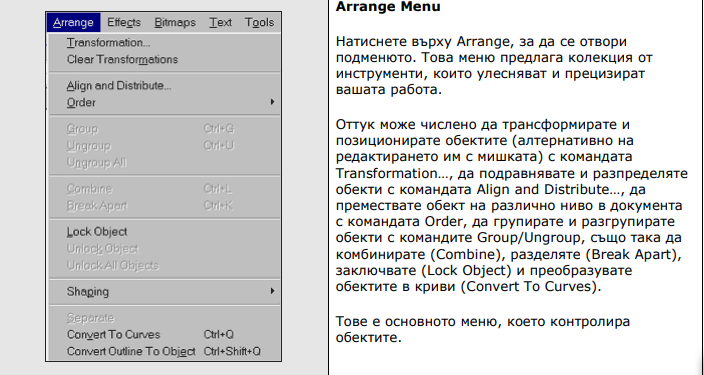 Arrange Effects Bitmaps Text Tools
Transformation...
Clear Transformations
Align and Distribute...
Order
Group Ctrl+G
Ungroup Ctrl+U
Ungroup All
Combine Ctrl+L
Break Apart Ctrl+K
Lock Object
Unlock Object
Unlock All Objects
Shaping
Separate
Convert To Curves Ctrl+Q
Convert Outline To Object Ctrl+Shift+Q
Arrange Menu
Натиснете върху Arrange, за да се отвори
подменюто. Това меню предлага колекция от
инструменти, които улесняват и прецизират
вашата работа.
Оттук може числено да трансформирате и
позиционирате обектите (алтернативно на
редактирането им с мишката) с командата
Transformation…, да подравнявате и разпределяте
обекти с командата Align and Distribute…, да
премествате обект на различно ниво в документа
с командата Order, да групирате и разгрупирате
обекти с командите Group/Ungroup, също така да
комбинирате (Combine), разделяте (Break Apart),
заключвате (Lock Object) и преобразувате
обектите в криви (Convert To Curves).
Тове е основното меню, което контролира
обектите.